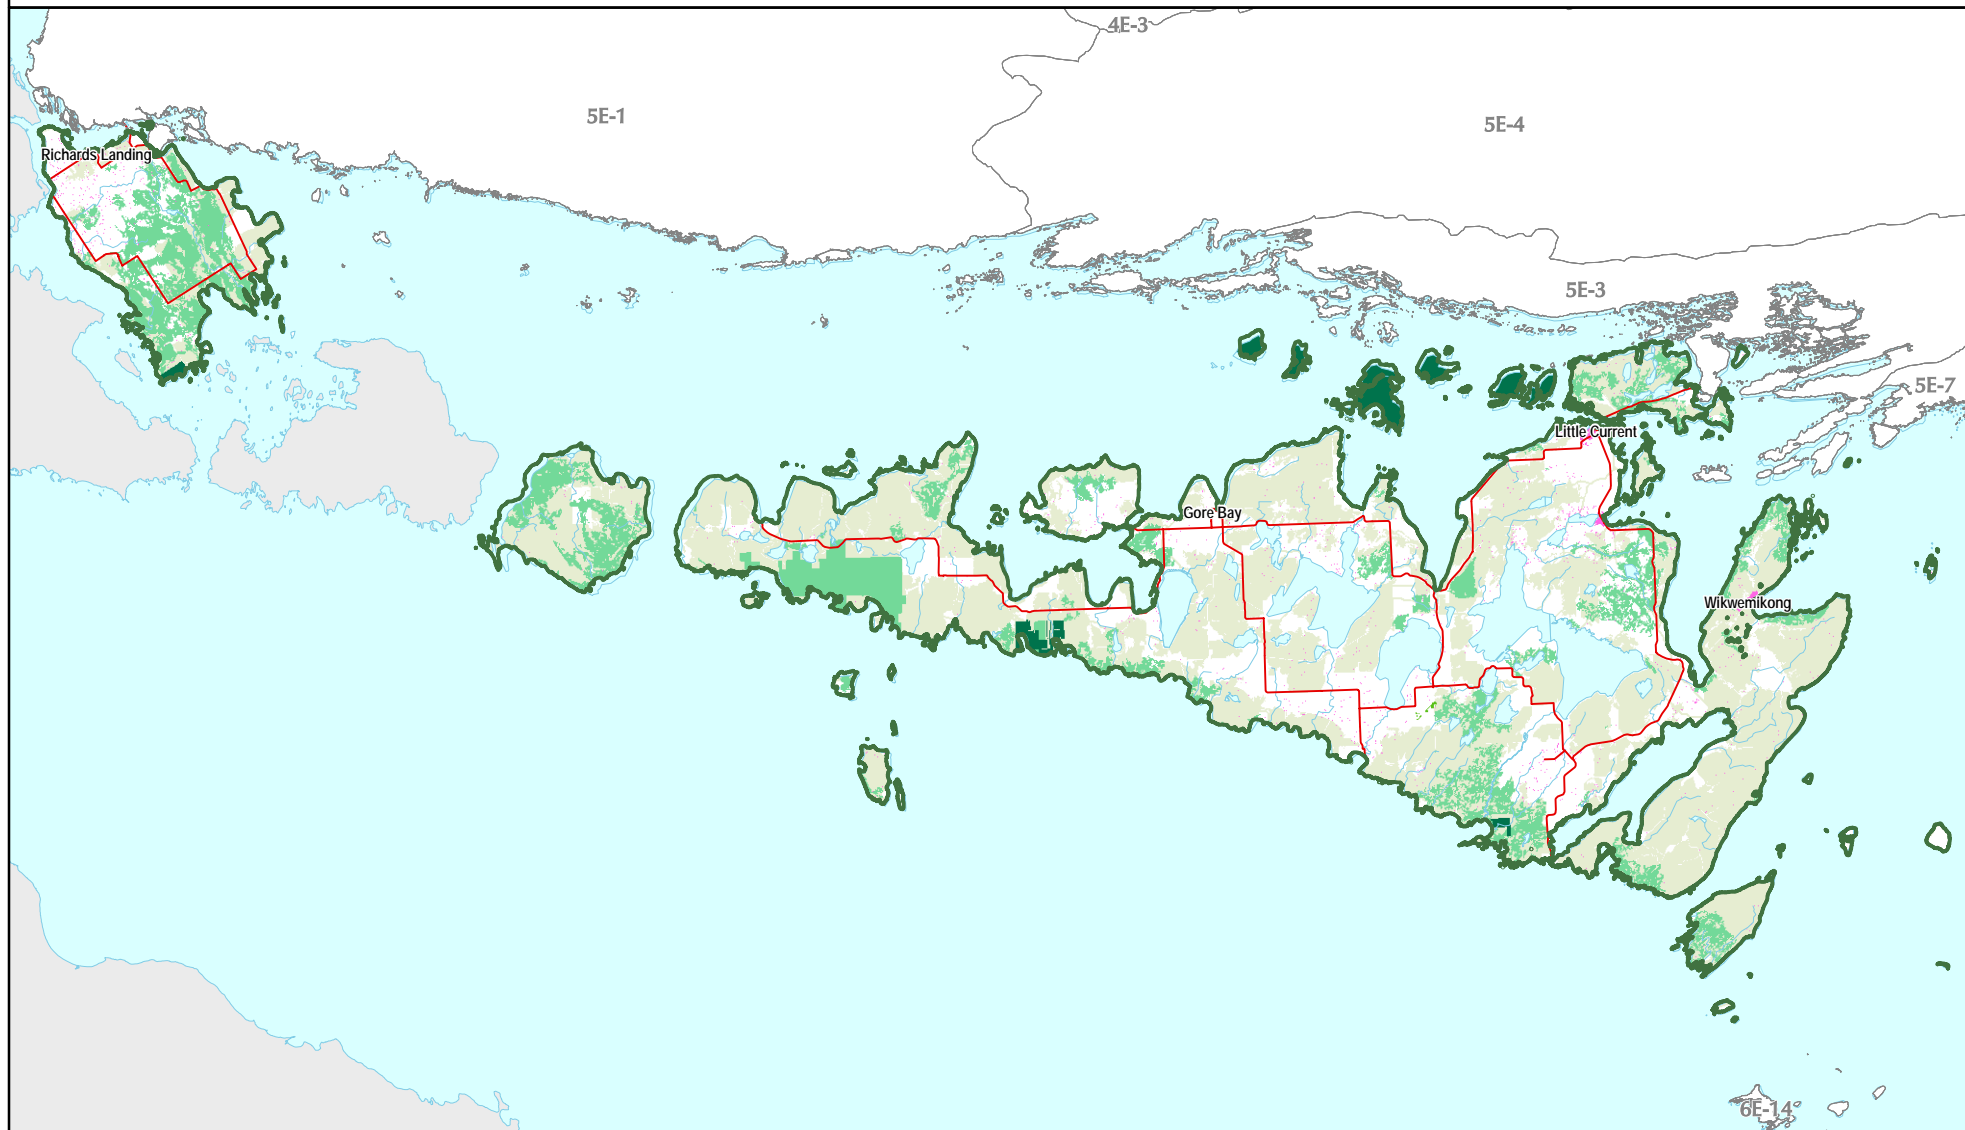 4E-3
5E-1
5E-4
Richards Landing
5E-3
5E-7
Little Current
Gore Bay
Wikwemikong
6E-14